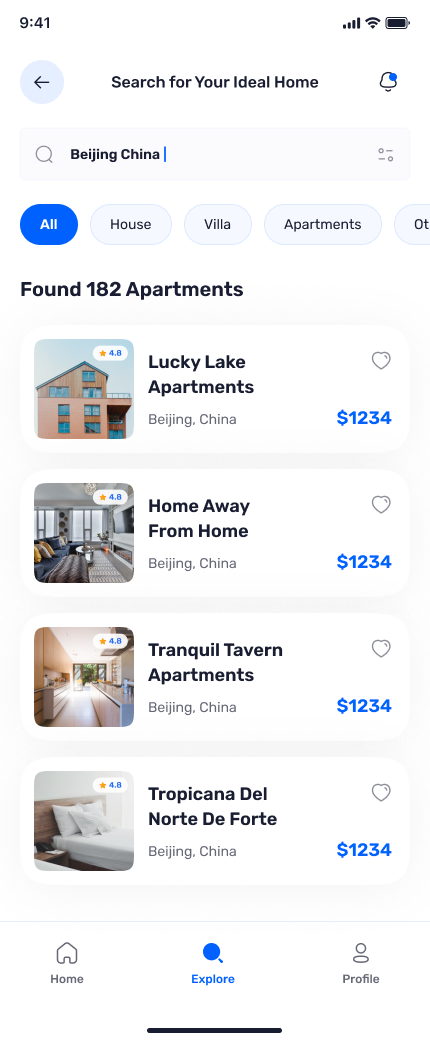 9:41
Search for Your Ideal Home
Beijing China
All House Villa Apartments Ot
Found 182 Apartments
4.8
Lucky Lake
Apartments
Beijing, China
$1234
4.8
Home Away
From Home
Beijing, China
$1234
4.8
Tranquil Tavern
Apartments
Beijing, China
$1234
4.8
Tropicana Del
Norte De Forte
Beijing, China
$1234
Home Explore Profile